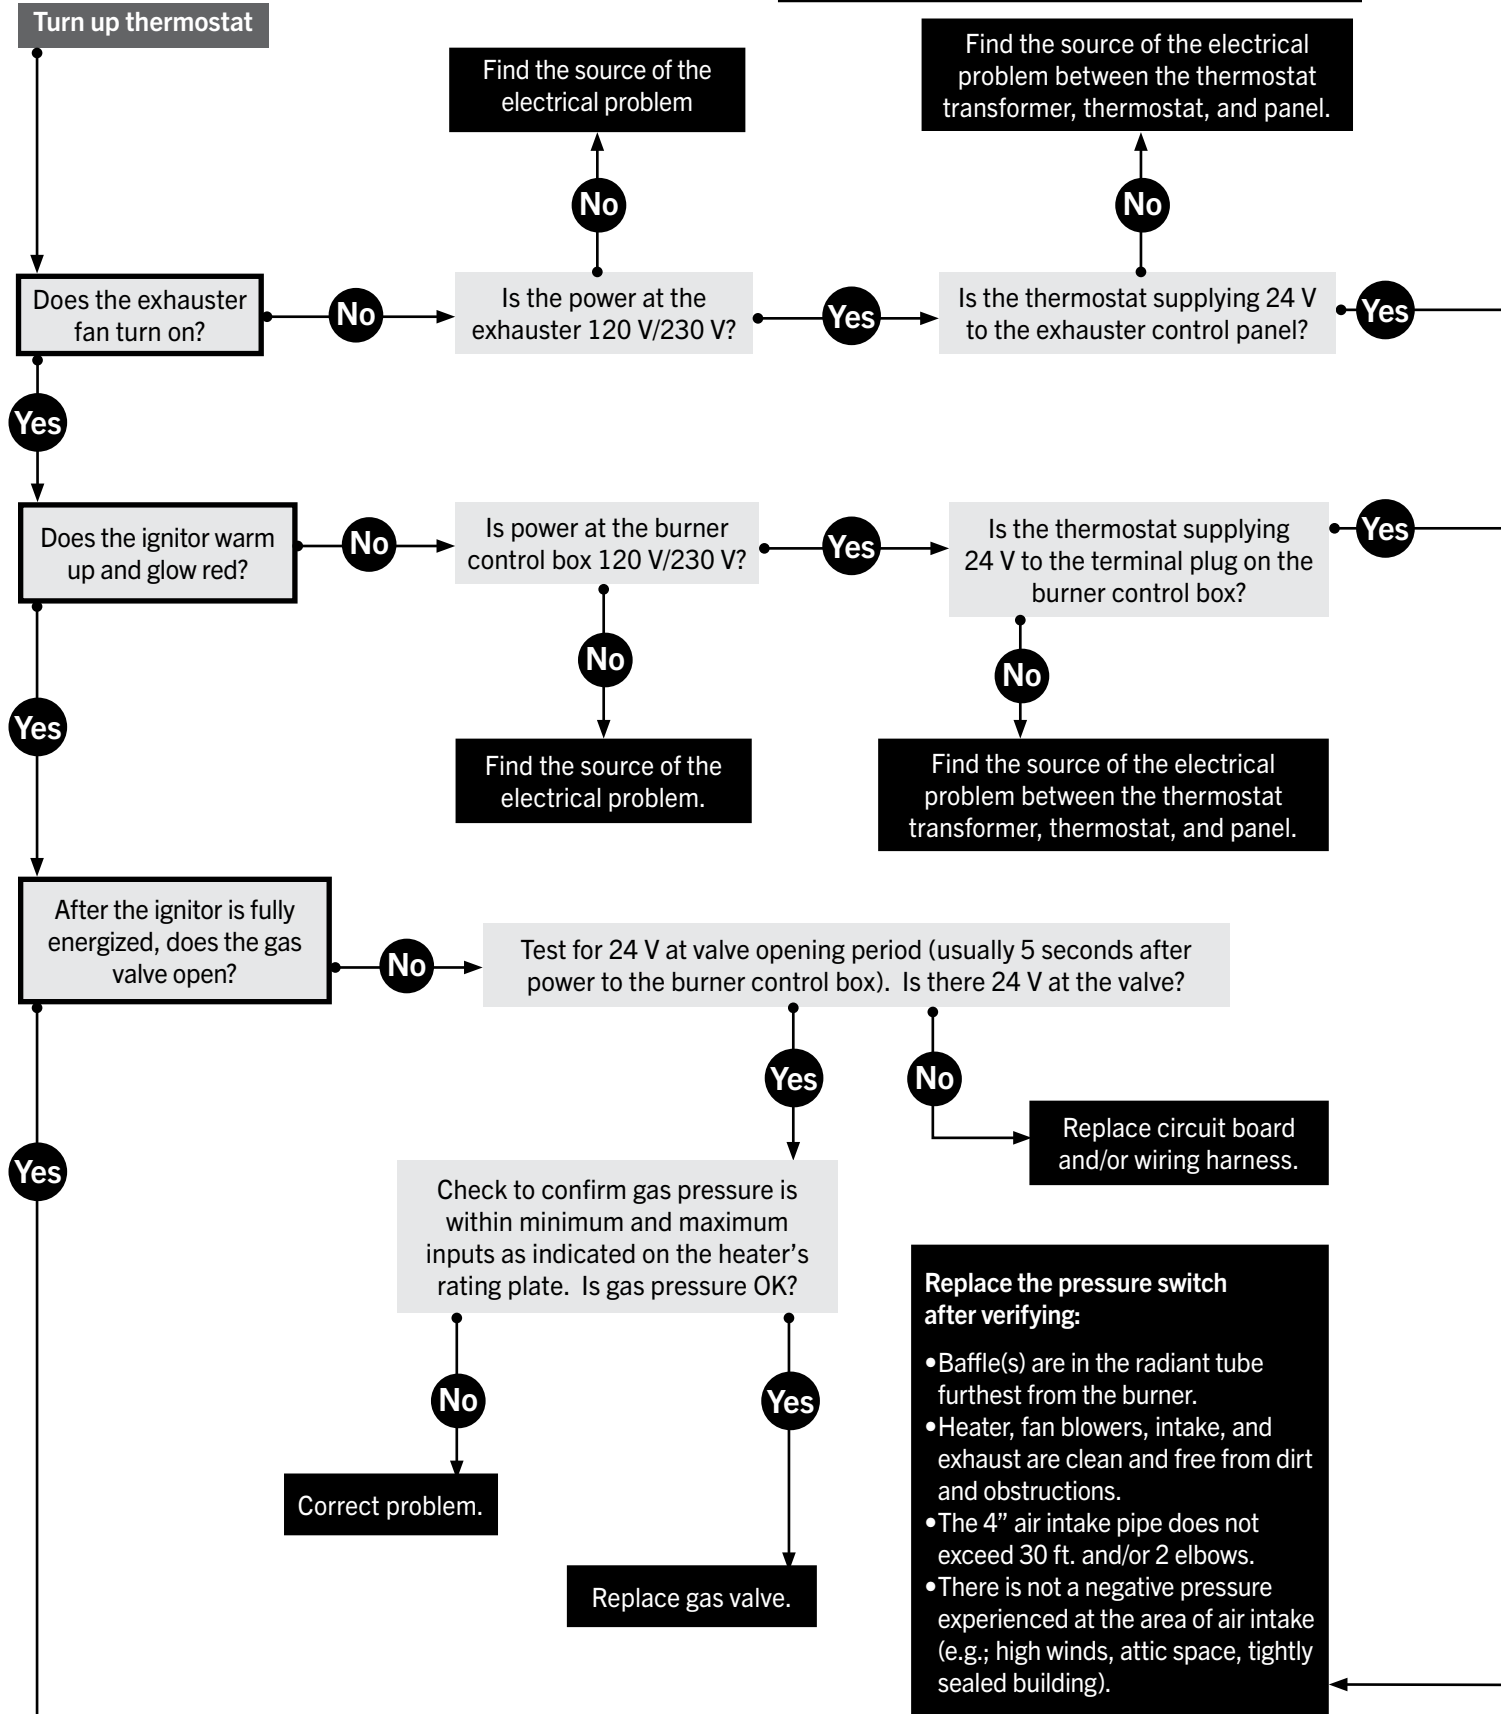 Turn up thermostat
Find the source of the
electrical problem
Find the source of the electrical
problem between the thermostat
transformer, thermostat, and panel.
No
No
Does the exhauster
fan turn on?
No
Is the power at the
exhauster 120 V/230 V?
Yes
Is the thermostat supplying 24 V
to the exhauster control panel?
Yes
Yes
Does the ignitor warm
up and glow red?
No
Is power at the burner
control box 120 V/230 V?
Yes
Is the thermostat supplying
24 V to the terminal plug on the
burner control box?
Yes
No
No
Yes
Find the source of the
electrical problem.
Find the source of the electrical
problem between the thermostat
transformer, thermostat, and panel.
After the ignitor is fully
energized, does the gas
valve open?
No
Test for 24 V at valve opening period (usually 5 seconds after
power to the burner control box).  Is there 24 V at the valve?
Yes
No
Replace circuit board
and/or wiring harness.
Yes
Check to confirm gas pressure is
within minimum and maximum
inputs as indicated on the heater’s
rating plate.  Is gas pressure OK?
No
Yes
Correct problem.
Replace gas valve.
Replace the pressure switch
after verifying:
•Baffle(s) are in the radiant tube
furthest from the burner.
•Heater, fan blowers, intake, and
exhaust are clean and free from dirt
and obstructions.
•The 4” air intake pipe does not
exceed 30 ft. and/or 2 elbows.
•There is not a negative pressure
experienced at the area of air intake
(e.g.; high winds, attic space, tightly
sealed building).